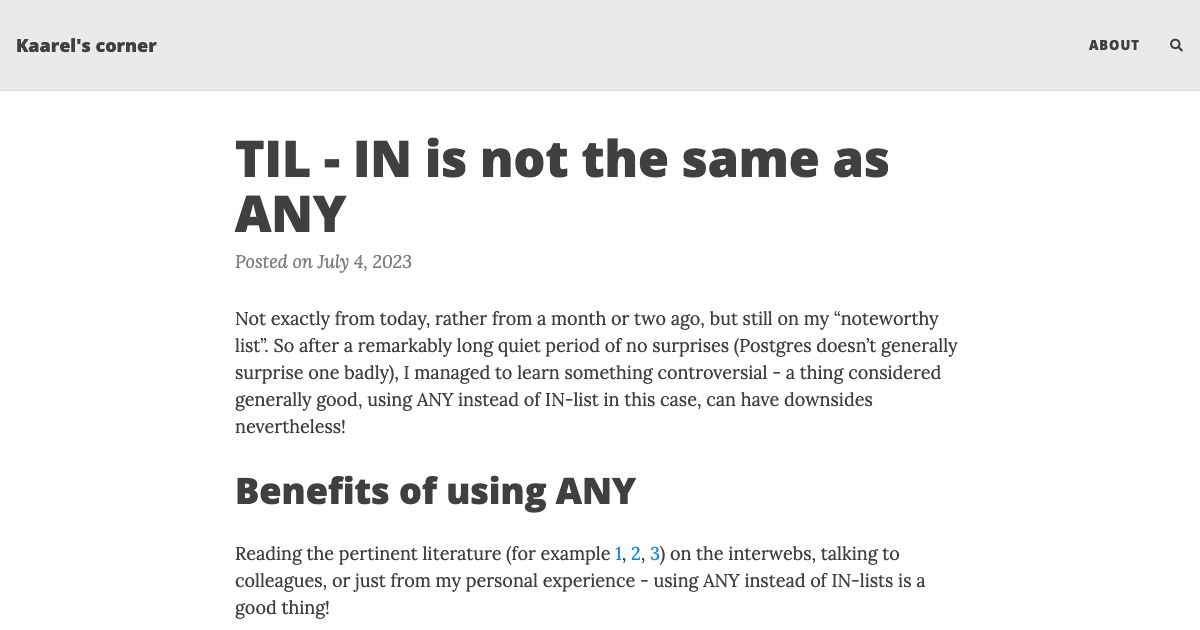 Kaarel's corner
ABOUT
TIL - IN is not the same as
ANY
Posted on July 4, 2023
Not exactly from today, rather from a month or two ago, but still on my “noteworthy
list”. So after a remarkably long quiet period of no surprises (Postgres doesn’t generally
surprise one badly), I managed to learn something controversial - a thing considered
generally good, using ANY instead of IN-list in this case, can have downsides
nevertheless!
Benefits of using ANY
Reading the pertinent literature (for example 1, 2, 3) on the interwebs, talking to
colleagues, or just from my personal experience - using ANY instead of IN-lists is a
good thing!